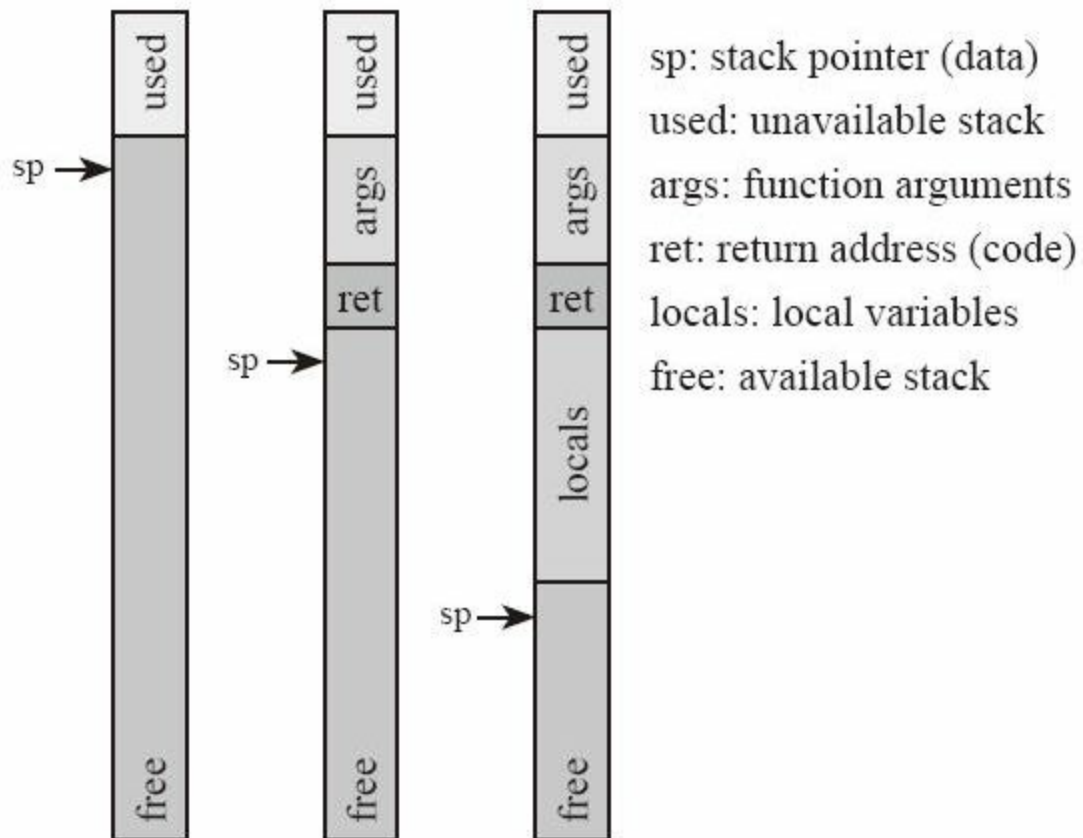 used
used
used
sp: stack pointer (data)
used: unavailable stack
sp
args
args
args: function arguments
ret
ret
ret: return address (code)
locals: local variables
sp
free: available stack
locals
sp
free
free
free